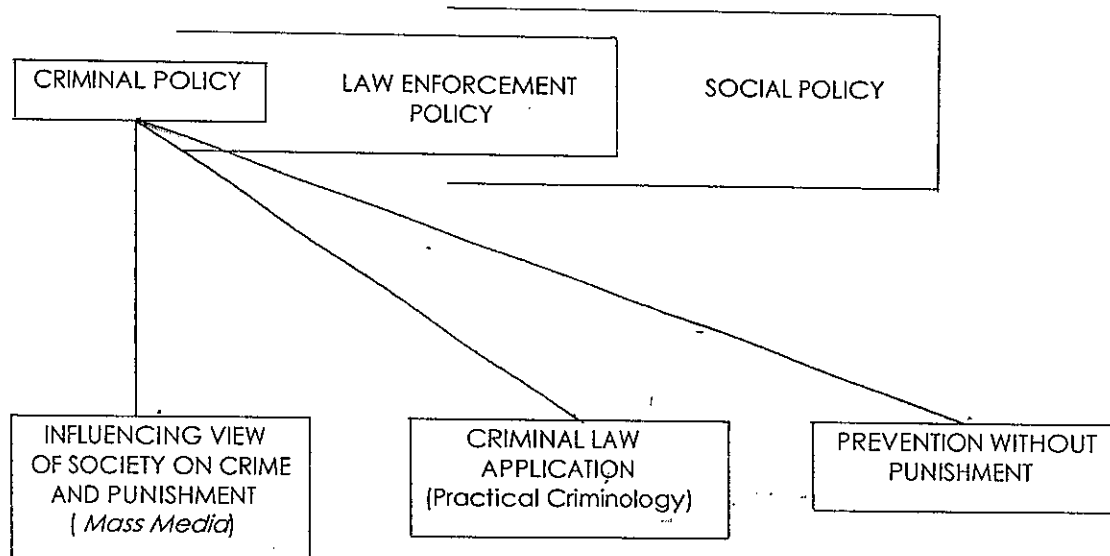 CRIMINAL POLICY
LAW ENFORCEMENT
POLICY
SOCIAL POLICY
INFLUENCING VIEW
OF SOCIETY ON CRIME
AND PUNISHMENT
( Mass Media)
CRIMINAL LAW
APPLICATION
(Practical Criminology)
PREVENTION WITHOUT
PUNISHMENT